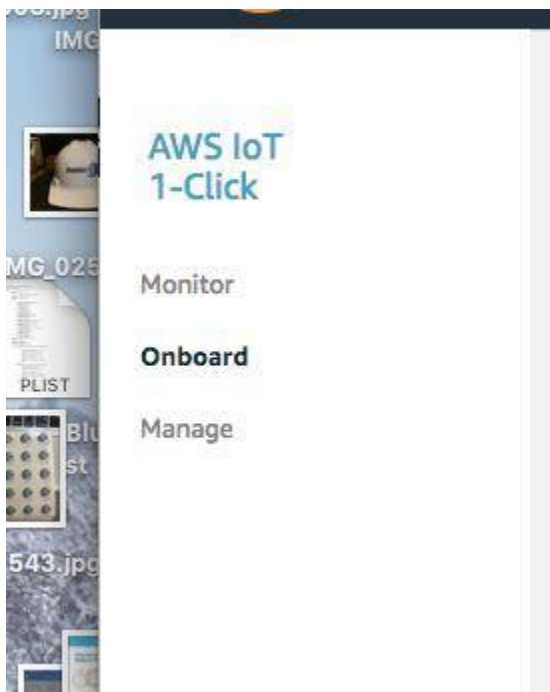 IMG
AWS IoT
1-Click
MG_025
Monitor
PLIST
Onboard
Manage
Blu
st
543.jpg